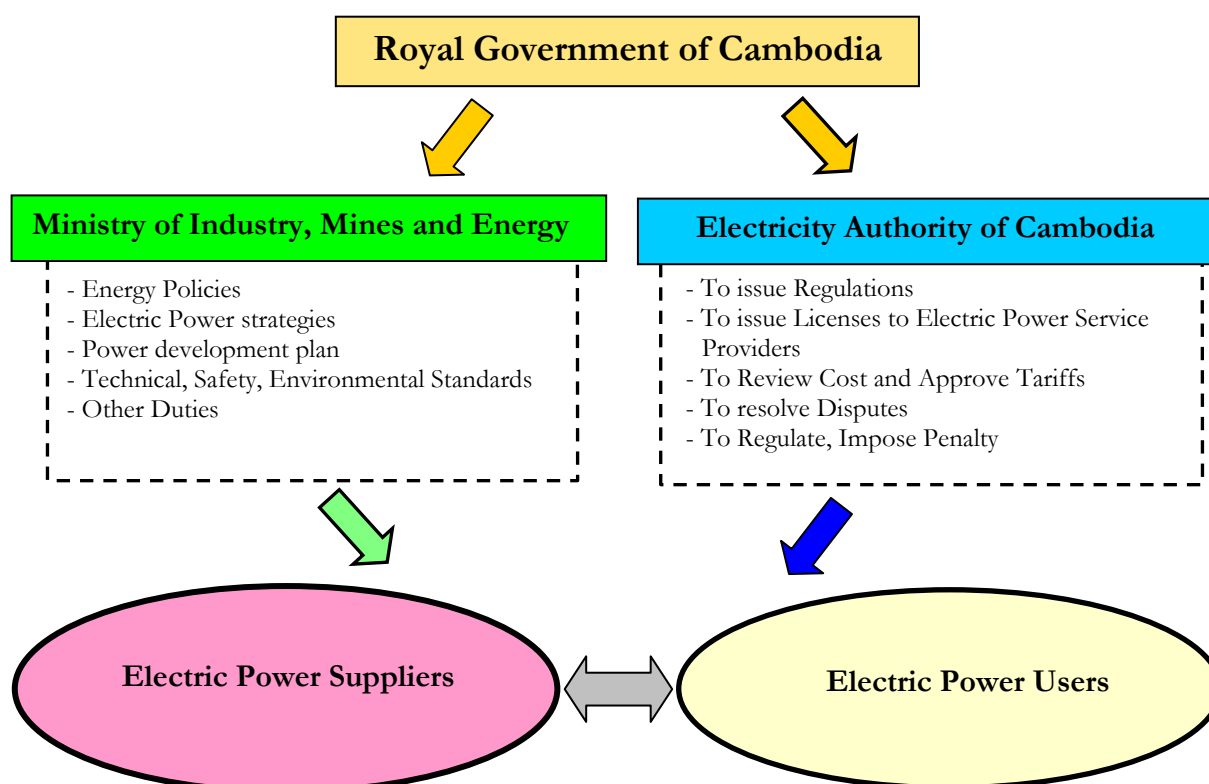 Royal Government of Cambodia
Ministry of Industry, Mines and Energy
- Energy Policies
- Electric Power strategies
- Power development plan
- Technical, Safety, Environmental Standards
- Other Duties
Electricity Authority of Cambodia
- To issue Regulations
- To issue Licenses to Electric Power Service
Providers
- To Review Cost and Approve Tariffs
- To resolve Disputes
- To Regulate, Impose Penalty
Electric Power Suppliers
Electric Power Users